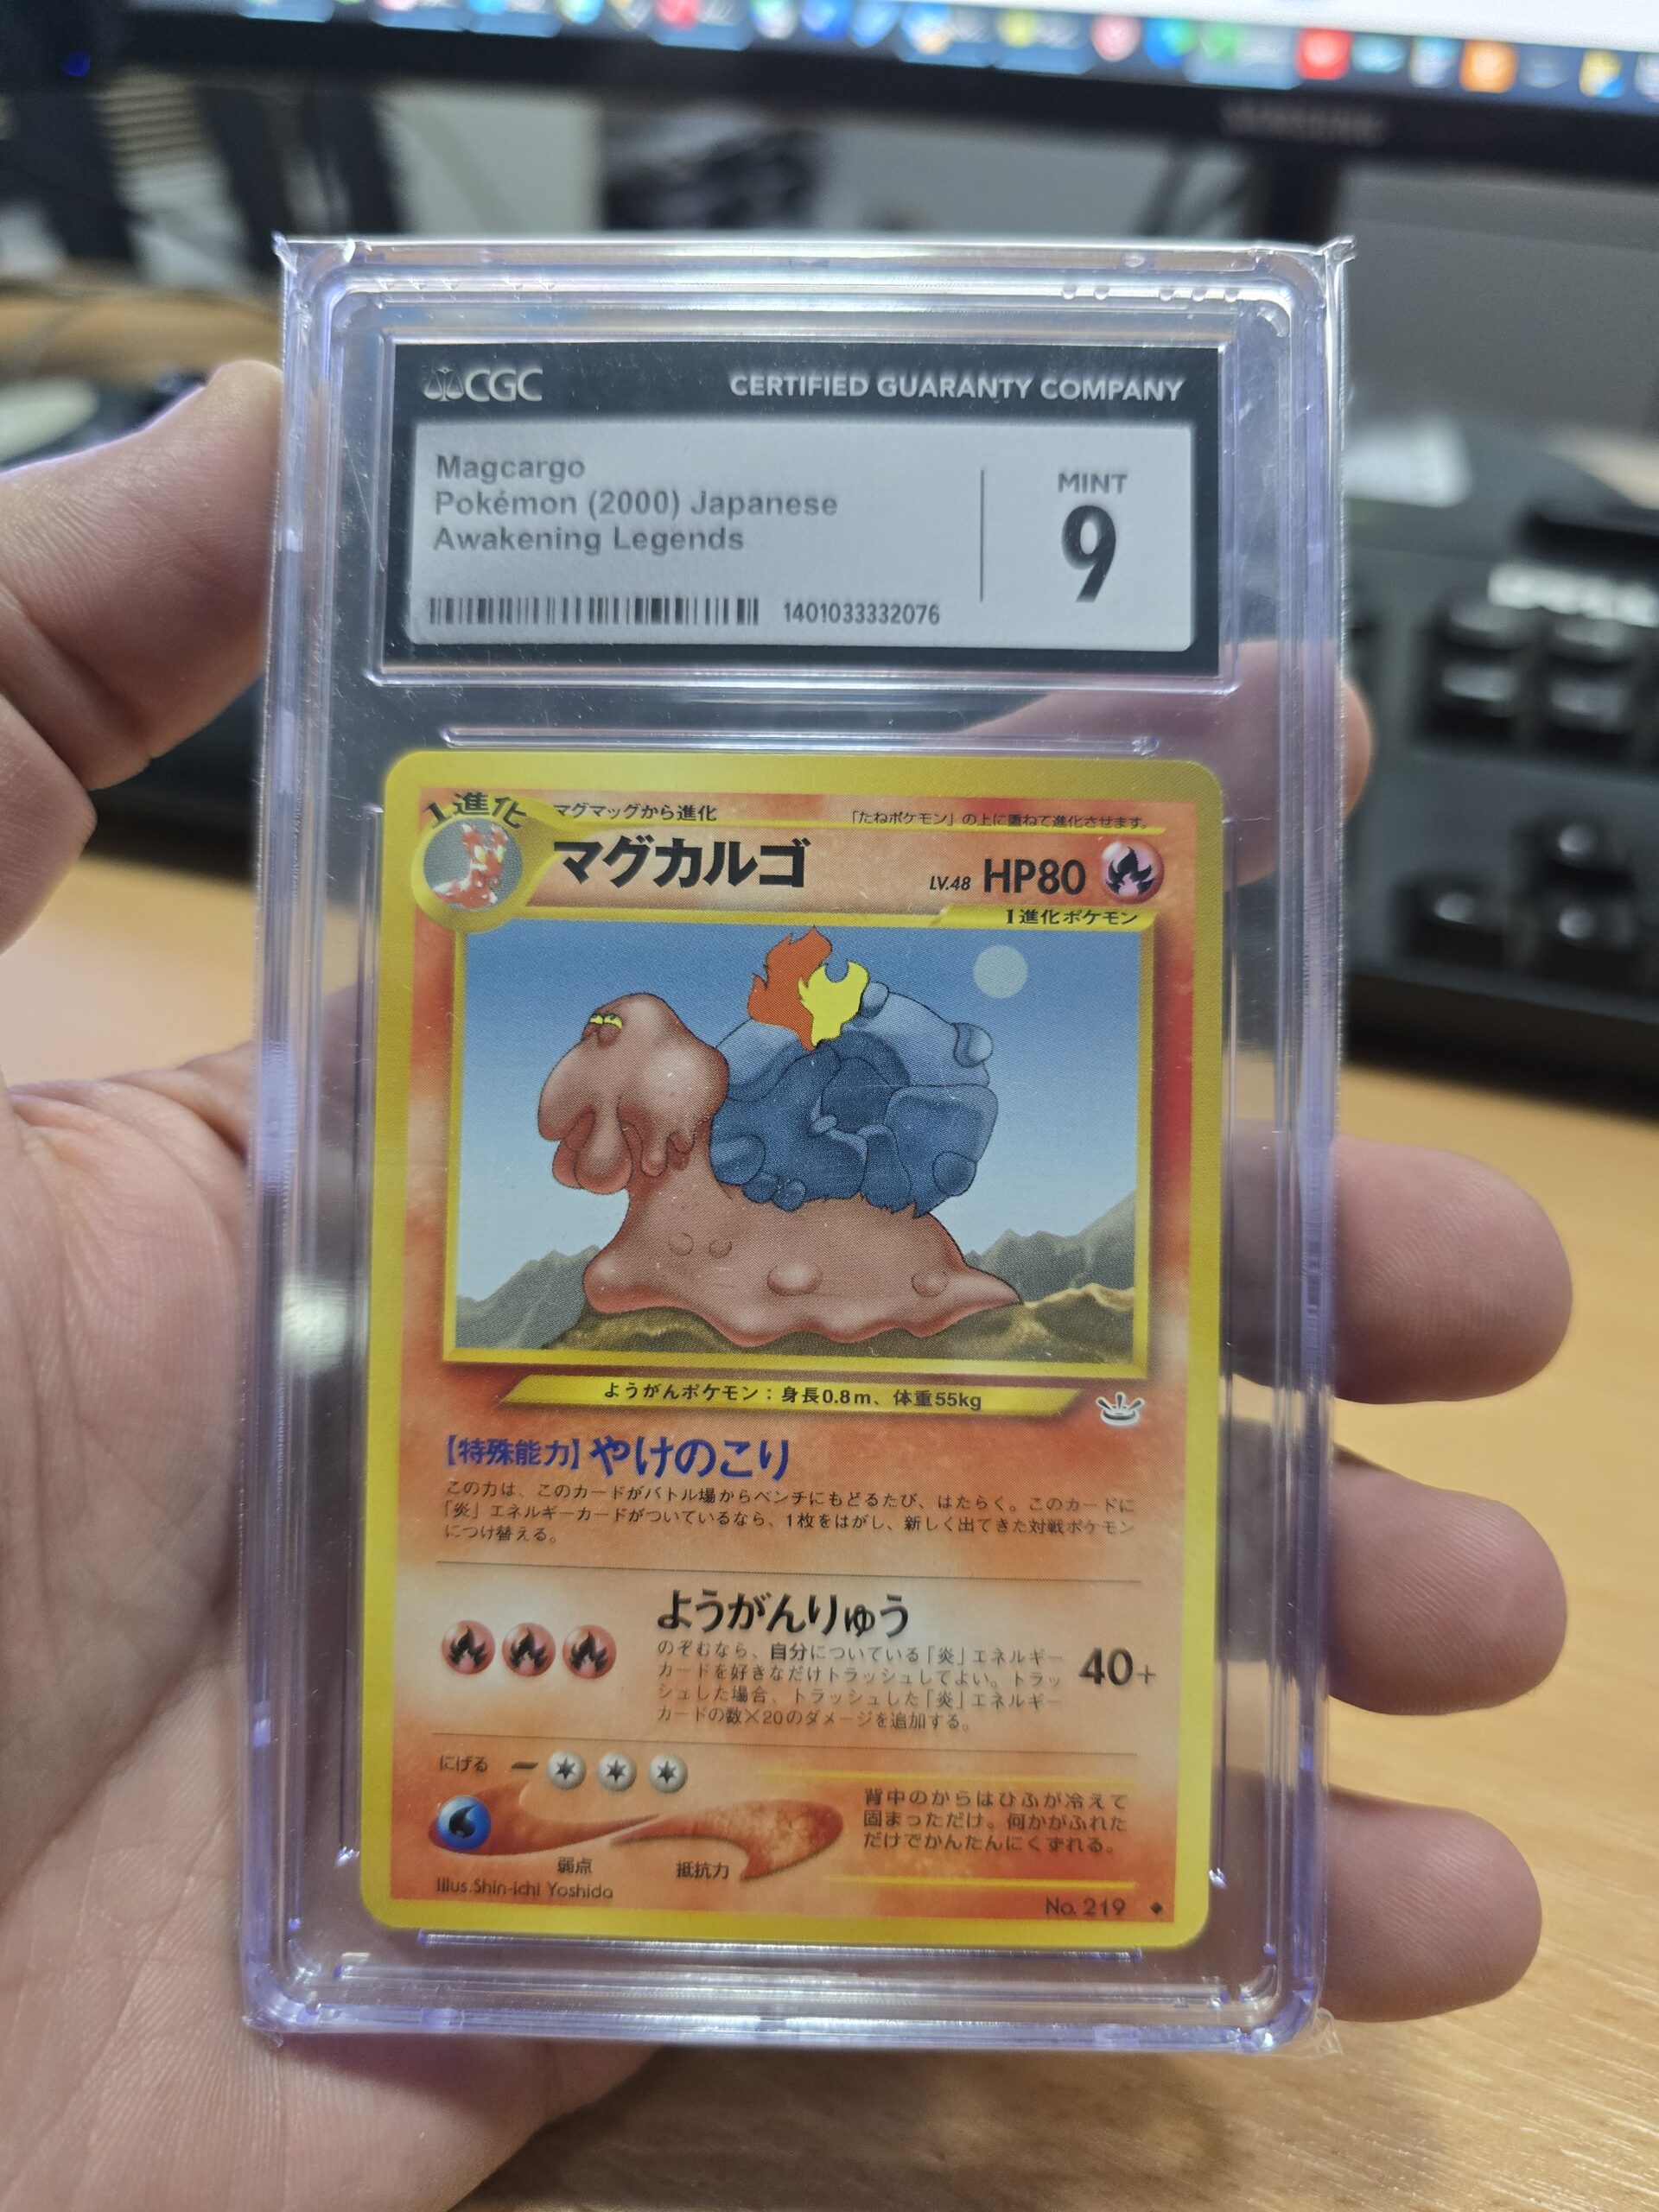 CGC
CERTIFIED GUARANTY COMPANY
Magcargo
Pokémon (2000) Japanese
Awakening Legends
1401033332076
MINT
9
1進化
マグマッグから進化
「たねポケモン」の上に重ねて進化させます。
マグカルゴ
LV.48 HP80
1進化ポケモン
ようがんポケモン：身長0.8m、体重55kg
【特殊能力】やけのこり
この力は、このカードがバトル場からベンチにもどるたび、はたらく。このカードに
「炎」エネルギーカードがついているなら、1枚をはがし、新しく出てきた対戦ポケモン
につけ替える。
ようがんりゅう
のぞむなら、自分についている「炎」エネルギー
カードを好きなだけトラッシュしてよい。トラッ
シュした場合、トラッシュした「炎」エネルギー
カードの数×20のダメージを追加する。
40+
にげる
背中のからはひふが冷えて
固まっただけ。何かがふれた
だけでかんたんにくずれる。
弱点
抵抗力
Illus.Shin-ichi Yoshida
No. 219